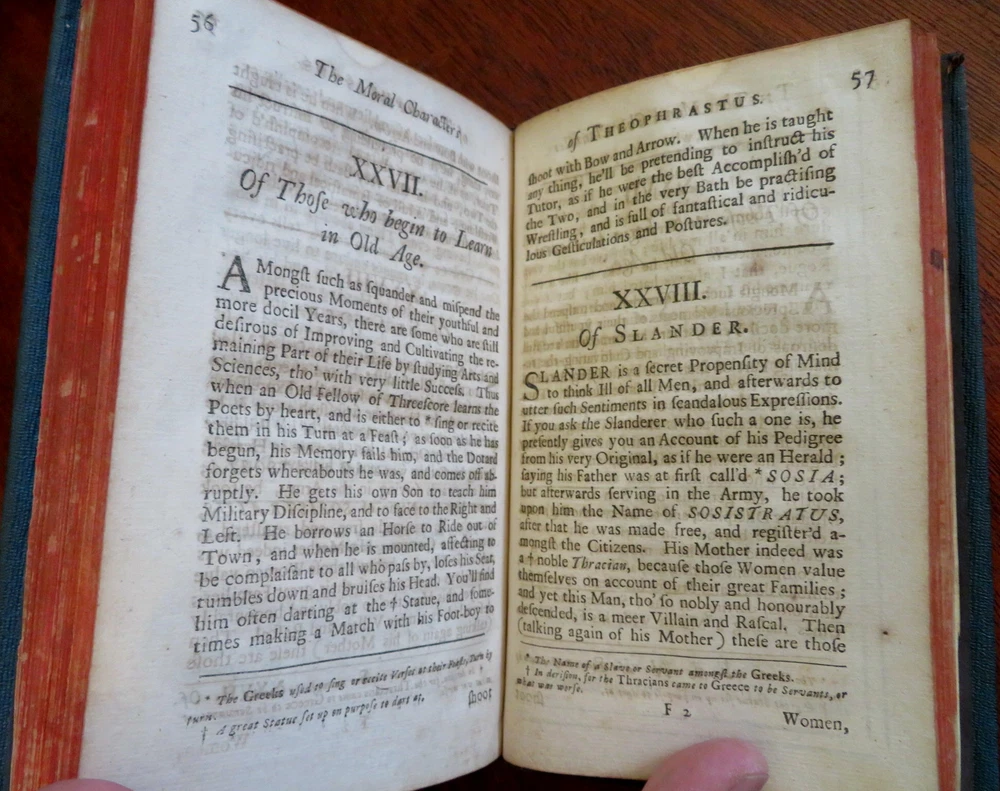 56
The Moral Characters
XXVII.
Of Those who begin to Learn
in Old Age.
AMongſt ſuch as ſquander and miſpend the
precious Moments of their youthful and
more docil Years, there are ſome who are ſtill
deſirous of Improving and Cultivating the re-
maining Part of their Life by ſtudying Arts and
Sciences, tho' with very little Succeſs. Thus
when an Old Fellow of Threeſcore learns the
Poets by heart, and is either to * ſing or recite
them in his Turn at a Feaſt; as ſoon as he has
begun, his Memory fails him, and the Dotard
forgets whereabouts he was, and comes off ab-
ruptly. He gets his own Son to teach him
Military Diſcipline, and to face to the Right and
Left. He borrows an Horſe to Ride out of
Town, and when he is mounted, affecting to
be complaiſant to all who paſs by, loſes his Seat,
tumbles down and bruiſes his Head. You'll find
him often darting at the † Statue, and ſome-
times making a Match with his Foot-boy to
* The Greeks uſed to ſing or recite Verſes at their Feaſts, Turn by
turn.
† A great Statue ſet up on purpoſe to dart at,
ſhoot
57
of THEOPHRASTUS.
ſhoot with Bow and Arrow. When he is taught
any thing, he'll be pretending to inſtruct his
Tutor, as if he were the beſt Accompliſh'd of
the Two, and in the very Bath be practiſing
Wreſtling, and is full of fantaſtical and ridicu-
lous Geſticulations and Poſtures.
XXVIII.
Of SLANDER.
SLANDER is a ſecret Propenſity of Mind
to think Ill of all Men, and afterwards to
utter ſuch Sentiments in ſcandalous Expreſſions.
If you ask the Slanderer who ſuch a one is, he
preſently gives you an Account of his Pedigree
from his very Original, as if he were an Herald;
ſaying his Father was at firſt call'd * SOSIA;
but afterwards ſerving in the Army, he took
upon him the Name of SOSISTRATUS,
after that he was made free, and regiſter'd a-
mongſt the Citizens. His Mother indeed was
a † noble Thracian, becauſe thoſe Women value
themſelves on account of their great Families;
and yet this Man, tho' ſo nobly and honourably
deſcended, is a meer Villain and Raſcal. Then
(talking again of his Mother) theſe are thoſe
* The Name of a Slave or Servant amongſt the Greeks.
† In deriſion, for the Thracians came to Greece to be Servants, or
what was worſe.
F 2
Women,